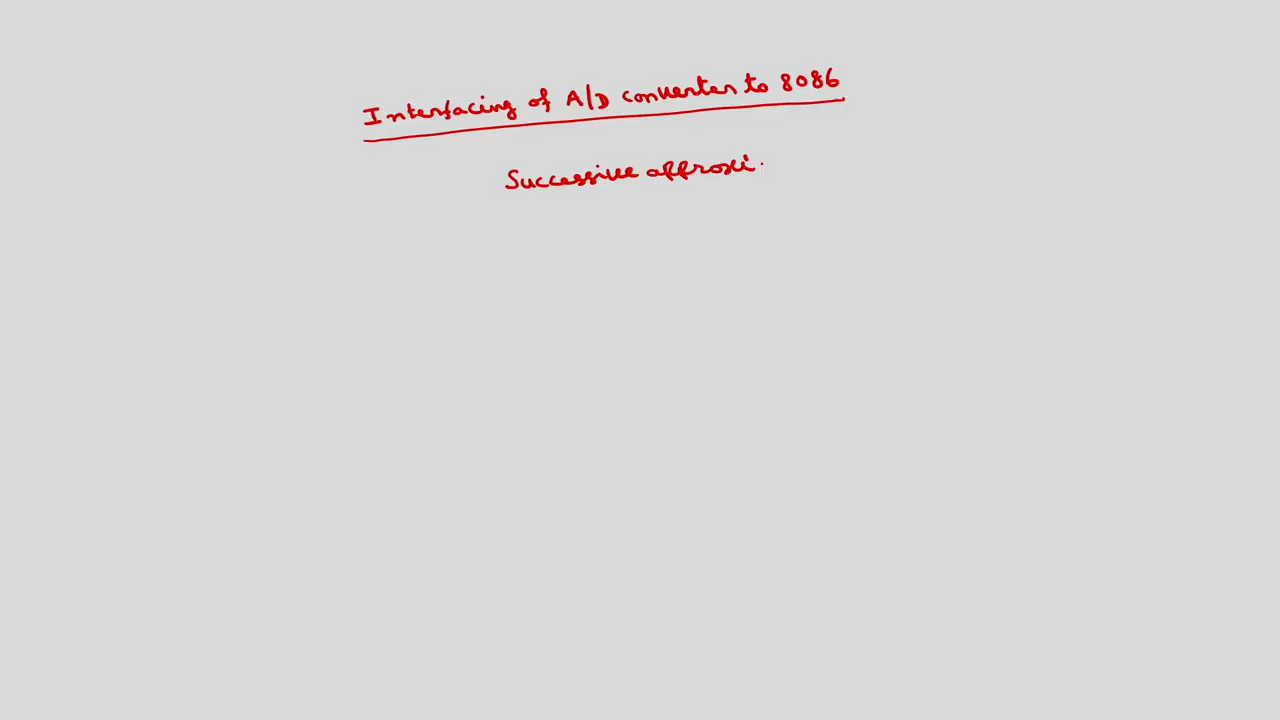 Interfacing of A/D converter to 8086
Successive approxi